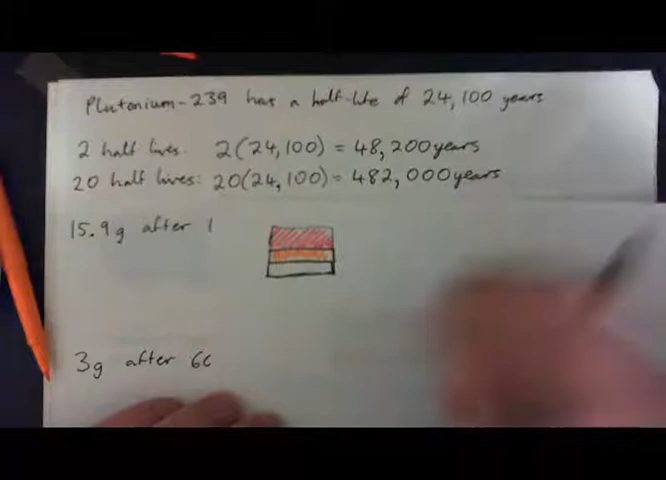 Plutonium-239 has a half-life of 24,100 years
2 half lives: 2(24,100) = 48,200 years
20 half lives: 20(24,100) = 482,000 years
15.9g after 1
3g after